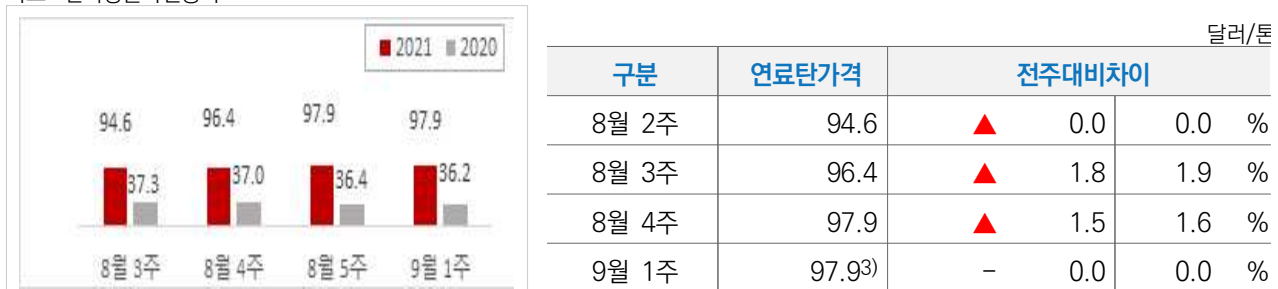 2021 2020
94.6 96.4 97.9 97.9
37.3 37.0 36.4 36.2
8월 3주 8월 4주 8월 5주 9월 1주
달러/톤
구분 연료탄가격 전주대비차이
8월 2주 94.6 ▲ 0.0 0.0 %
8월 3주 96.4 ▲ 1.8 1.9 %
8월 4주 97.9 ▲ 1.5 1.6 %
9월 1주 97.93) - 0.0 0.0 %